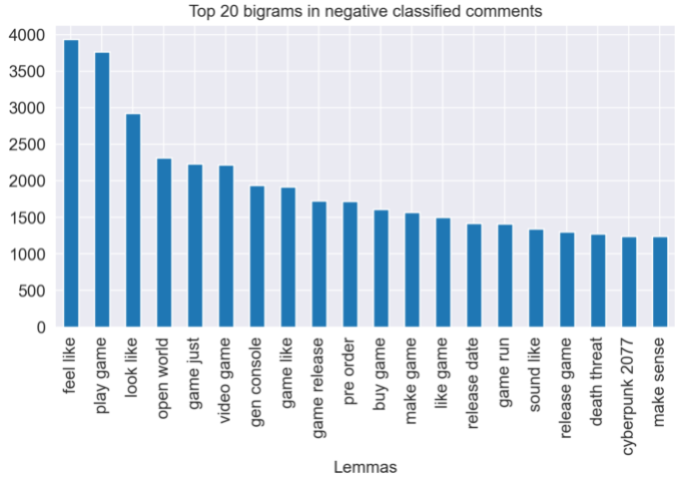 Top 20 bigrams in negative classified comments
4000
3500
3000
2500
2000
1500
1000
500
0
feel like
play game
look like
open world
game just
video game
gen console
game like
game release
pre order
buy game
make game
like game
release date
game run
sound like
release game
death threat
cyberpunk 2077
make sense
Lemmas